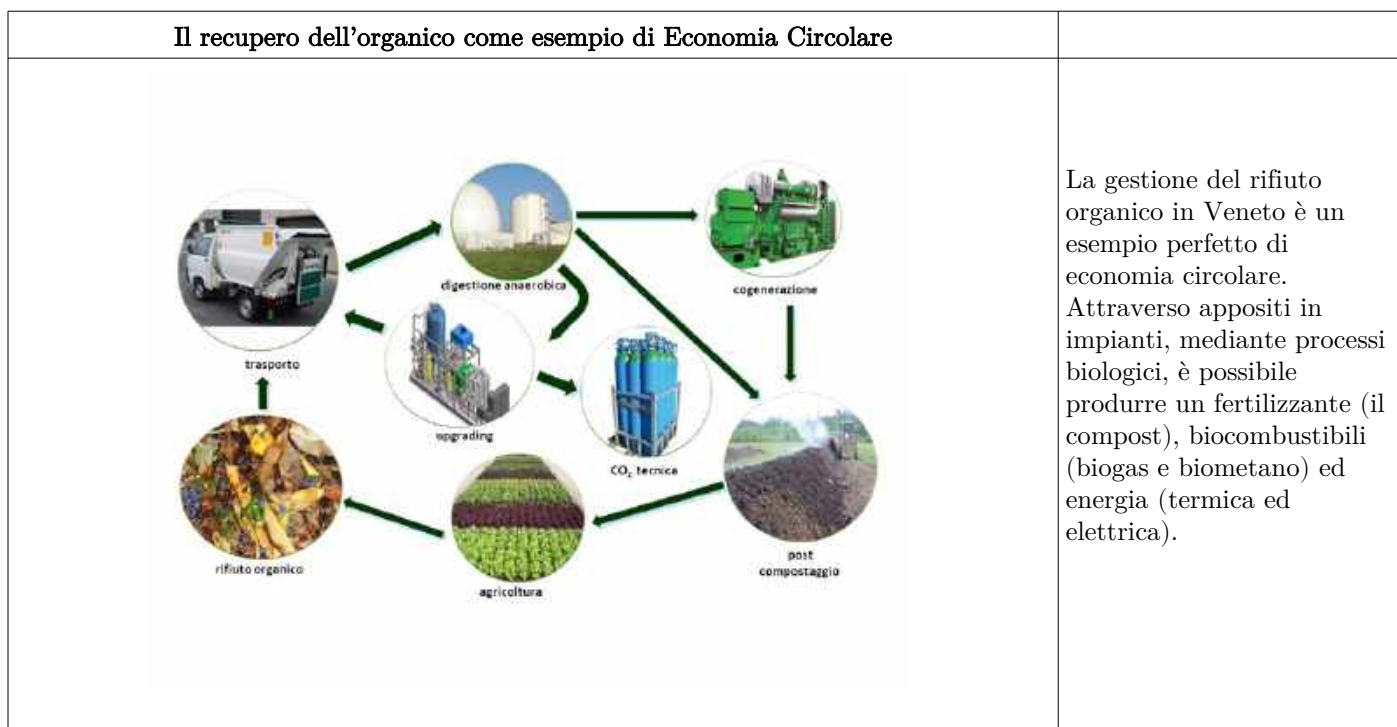 Il recupero dell'organico come esempio di Economia Circolare
digestione anaerobica
cogenerazione
trasporto
upgrading
CO₂ tecnica
rifiuto organico
agricoltura
post
compostaggio
La gestione del rifiuto
organico in Veneto è un
esempio perfetto di
economia circolare.
Attraverso appositi in
impianti, mediante processi
biologici, è possibile
produrre un fertilizzante (il
compost), biocombustibili
(biogas e biometano) ed
energia (termica ed
elettrica).